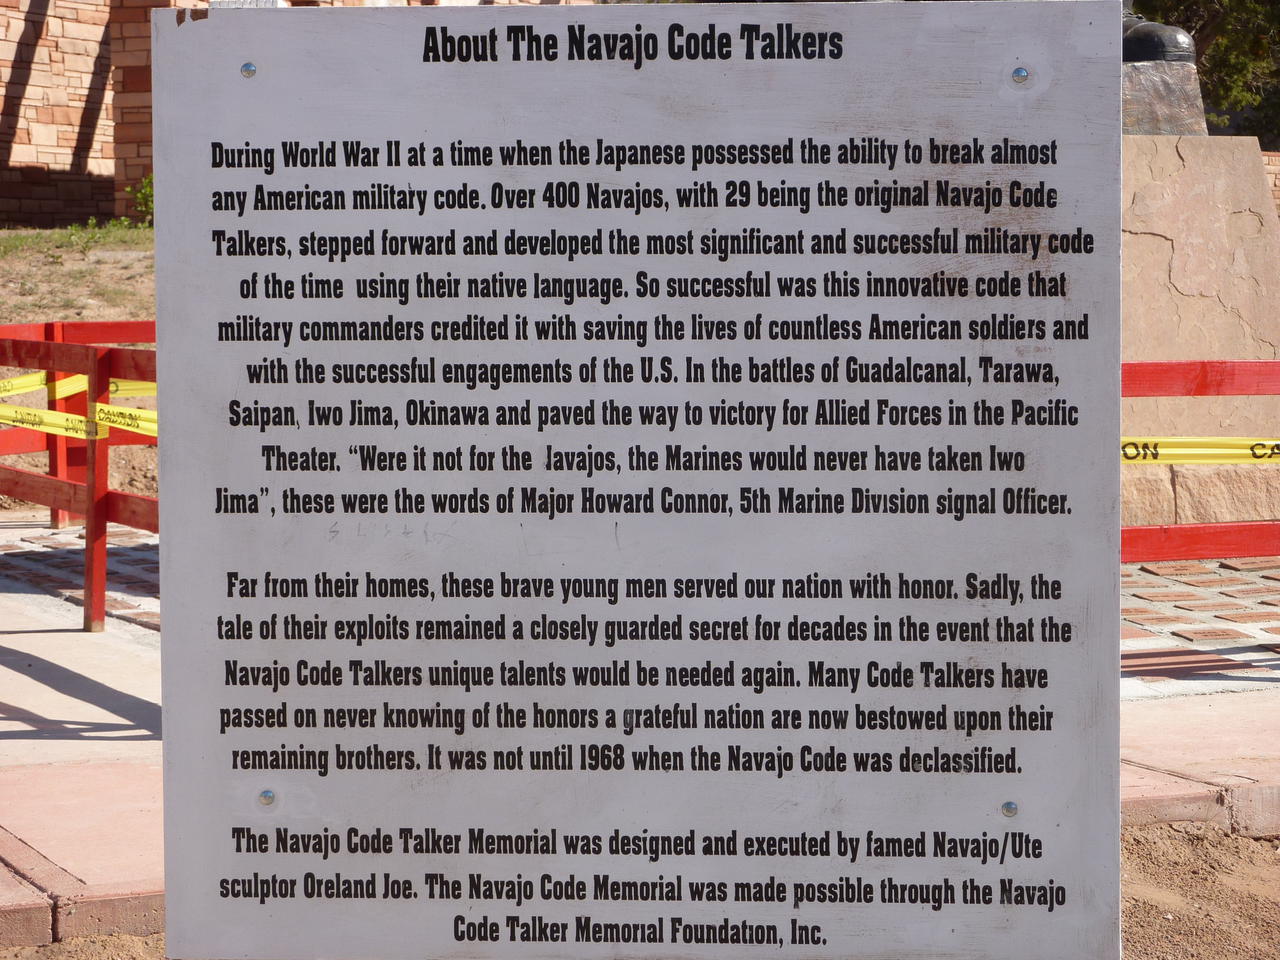 About The Navajo Code Talkers
During World War II at a time when the Japanese possessed the ability to break almost
any American military code. Over 400 Navajos, with 29 being the original Navajo Code
Talkers, stepped forward and developed the most significant and successful military code
of the time using their native language. So successful was this innovative code that
military commanders credited it with saving the lives of countless American soldiers and
with the successful engagements of the U.S. In the battles of Guadalcanal, Tarawa,
Saipan, Iwo Jima, Okinawa and paved the way to victory for Allied Forces in the Pacific
Theater. “Were it not for the Javajos, the Marines would never have taken Iwo
Jima”, these were the words of Major Howard Connor, 5th Marine Division signal Officer.
Far from their homes, these brave young men served our nation with honor. Sadly, the
tale of their exploits remained a closely guarded secret for decades in the event that the
Navajo Code Talkers unique talents would be needed again. Many Code Talkers have
passed on never knowing of the honors a grateful nation are now bestowed upon their
remaining brothers. It was not until 1968 when the Navajo Code was declassified.
The Navajo Code Talker Memorial was designed and executed by famed Navajo/Ute
sculptor Oreland Joe. The Navajo Code Memorial was made possible through the Navajo
Code Talker Memorial Foundation, Inc.
CAUTION
CAUTION
CAUTION
ON CA